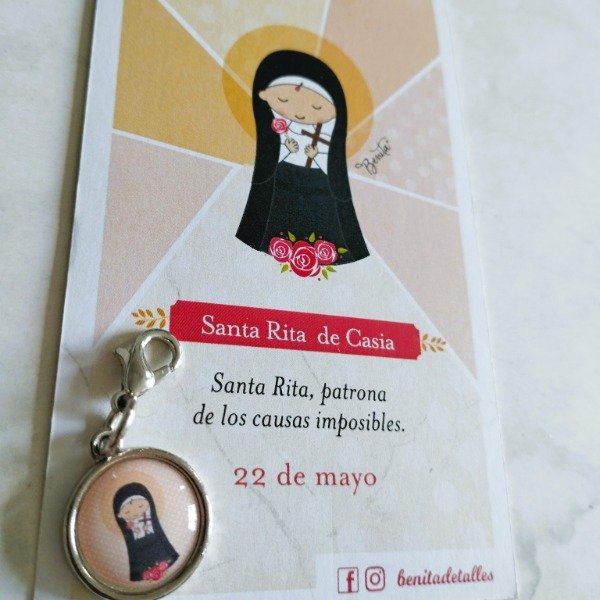 Benita
Santa Rita de Casia
Santa Rita, patrona
de los causas imposibles.
22 de mayo
benitadetalles